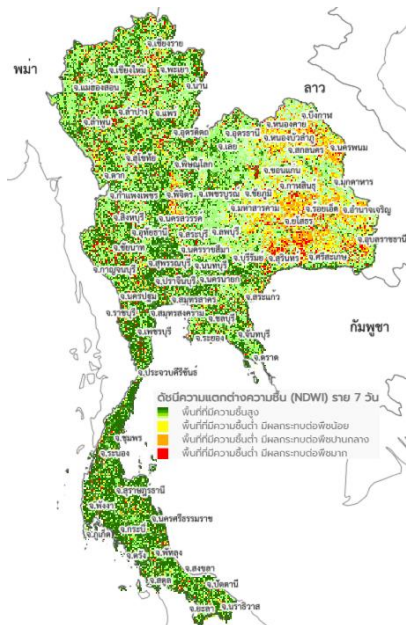 พม่า
ลาว
กัมพูชา
จ.เชียงราย
จ.เชียงใหม่
จ.พะเยา
จ.แม่ฮ่องสอน
จ.น่าน
จ.ลำปาง
จ.แพร่
จ.ลำพูน
จ.อุตรดิตถ์
จ.สุโขทัย
จ.ตาก
จ.พิษณุโลก
จ.เลย
จ.อุดรธานี
จ.หนองคาย
จ.บึงกาฬ
จ.หนองบัวลำภู
จ.สกลนคร
จ.นครพนม
จ.ขอนแก่น
จ.กาฬสินธุ์
จ.มุกดาหาร
จ.กำแพงเพชร
จ.พิจิตร
จ.เพชรบูรณ์
จ.ชัยภูมิ
จ.มหาสารคาม
จ.ร้อยเอ็ด
จ.อำนาจเจริญ
จ.ยโสธร
จ.สิงห์บุรี
จ.นครสวรรค์
จ.อุทัยธานี
จ.สระบุรี
จ.ลพบุรี
จ.ชัยนาท
จ.นครราชสีมา
จ.บุรีรัมย์
จ.สุรินทร์
จ.ศรีสะเกษ
จ.อุบลราชธานี
จ.กาญจนบุรี
จ.สุพรรณบุรี
จ.นนทบุรี
จ.ปราจีนบุรี
จ.นครนายก
จ.สระแก้ว
จ.นครปฐม
จ.สมุทรสาคร
จ.ราชบุรี
จ.สมุทรสงคราม
จ.ชลบุรี
จ.เพชรบุรี
จ.ระยอง
จ.จันทบุรี
จ.ตราด
จ.ประจวบคีรีขันธ์
ดัชนีความแตกต่างความชื้น (NDWI) ราย 7 วัน
พื้นที่ที่มีความชื้นสูง
พื้นที่ที่มีความชื้นต่ำ มีผลกระทบต่อพืชน้อย
พื้นที่ที่มีความชื้นต่ำ มีผลกระทบต่อพืชปานกลาง
พื้นที่ที่มีความชื้นต่ำ มีผลกระทบต่อพืชมาก
จ.ชุมพร
จ.ระนอง
จ.สุราษฎร์ธานี
จ.พังงา
จ.นครศรีธรรมราช
จ.ภูเก็ต
จ.กระบี่
จ.ตรัง
จ.พัทลุง
จ.สงขลา
จ.สตูล
จ.ปัตตานี
จ.ยะลา
จ.นราธิวาส